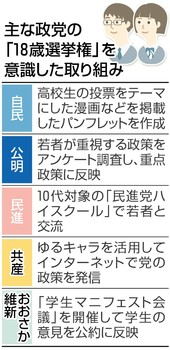 主な政党の
「18歳選挙権」を
意識した取り組み
自民
高校生の投票をテーマ
にした漫画などを掲載
したパンフレットを作成
公明
若者が重視する政策を
アンケート調査し、重点
政策に反映
民進
10代対象の「民進党ハ
イスクール」で若者と
交流
共産
ゆるキャラを活用して
インターネットで党の
政策を発信
おおさか
維新
「学生マニフェスト会
議」を開催して学生の
意見を公約に反映